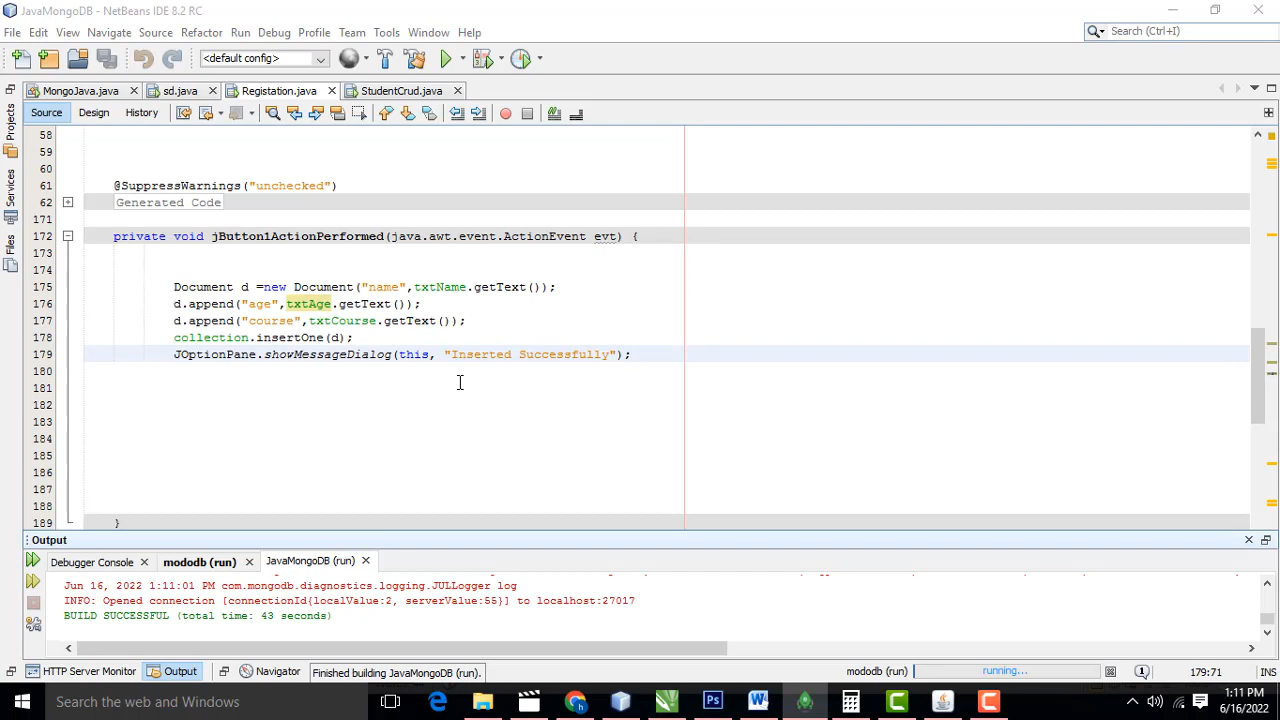 JavaMongoDB - NetBeans IDE 8.2 RC
File Edit View Navigate Source Refactor Run Debug Profile Team Tools Window Help
Search (Ctrl+I)
<default config>
MongoJava.java
sd.java
Registation.java
StudentCrud.java
Source Design History
Projects
Services
Files
58
59
60
61 @SuppressWarnings("unchecked")
62 Generated Code
171
172 private void jButton1ActionPerformed(java.awt.event.ActionEvent evt) {
173
174
175 Document d =new Document("name",txtName.getText());
176 d.append("age",txtAge.getText());
177 d.append("course",txtCourse.getText());
178 collection.insertOne(d);
179 JOptionPane.showMessageDialog(this, "Inserted Successfully");
180
181
182
183
184
185
186
187
188
189 }
Output
Debugger Console
mododb (run)
JavaMongoDB (run)
Jun 16, 2022 1:11:01 PM com.mongodb.diagnostics.logging.JULLogger log
INFO: Opened connection [connectionId{localValue:2, serverValue:55}] to localhost:27017
BUILD SUCCESSFUL (total time: 43 seconds)
HTTP Server Monitor
Output
Navigator
Finished building JavaMongoDB (run).
mododb (run)
running...
1
179:71
INS
Search the web and Windows
1:11 PM
6/16/2022